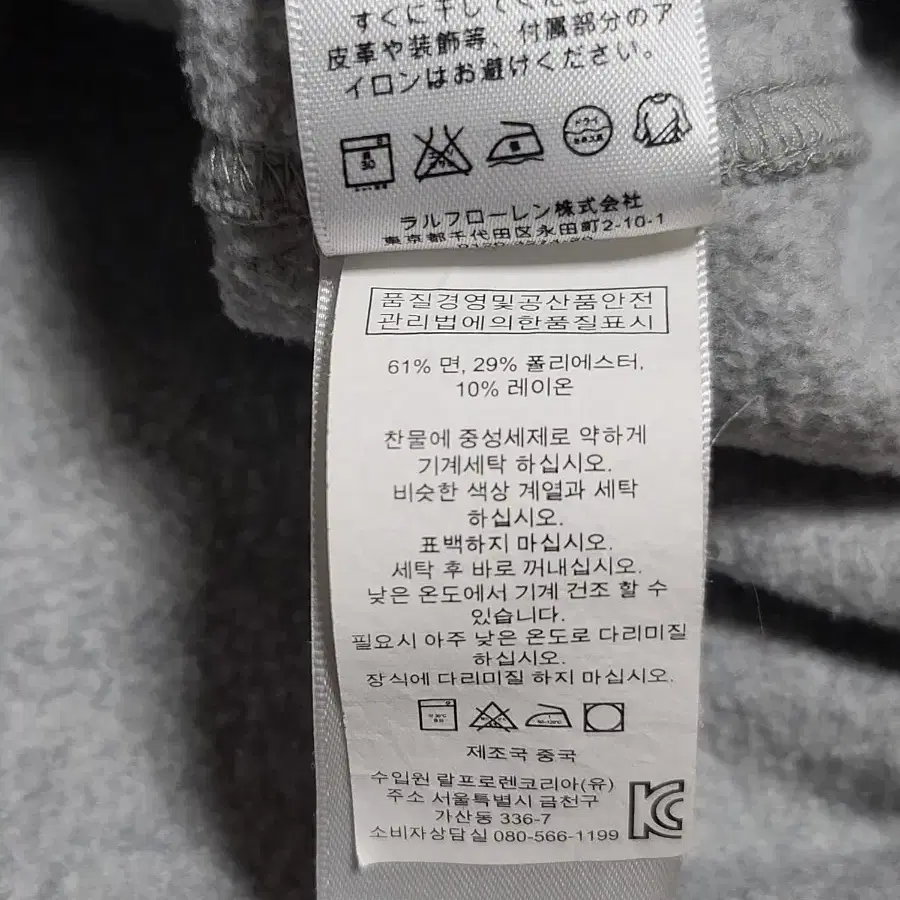 すぐに干してください。
皮革や装飾等、付属部分のア
イロンはお避けください。
30
ドライ
ラルフローレン株式会社
東京都千代田区永田町2-10-1
품질경영및공산품안전
관리법에의한품질표시
61% 면, 29% 폴리에스터,
10% 레이온
찬물에 중성세제로 약하게
기계세탁 하십시오.
비슷한 색상 계열과 세탁
하십시오.
표백하지 마십시오.
세탁 후 바로 꺼내십시오.
낮은 온도에서 기계 건조 할 수
있습니다.
필요시 아주 낮은 온도로 다리미질
하십시오.
장식에 다리미질 하지 마십시오.
제조국 중국
수입원 랄프로렌코리아(유)
주소 서울특별시 금천구
가산동 336-7
소비자상담실 080-566-1199